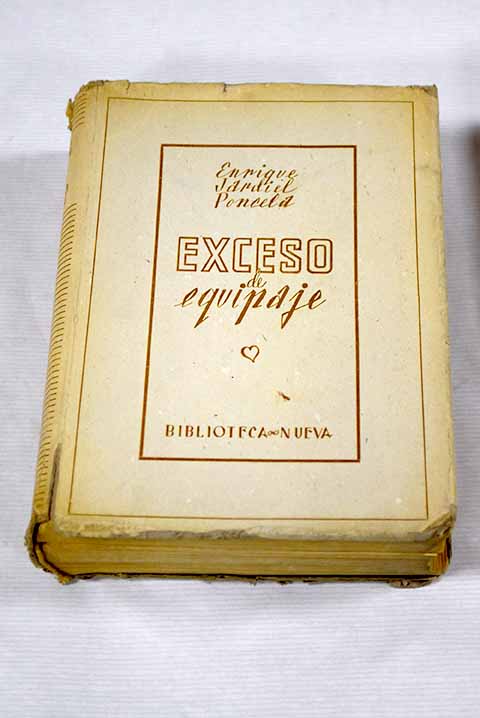 Enrique
Jardiel
Poncela
EXCESO
de
equipaje
BIBLIOTECA∞NUEVA